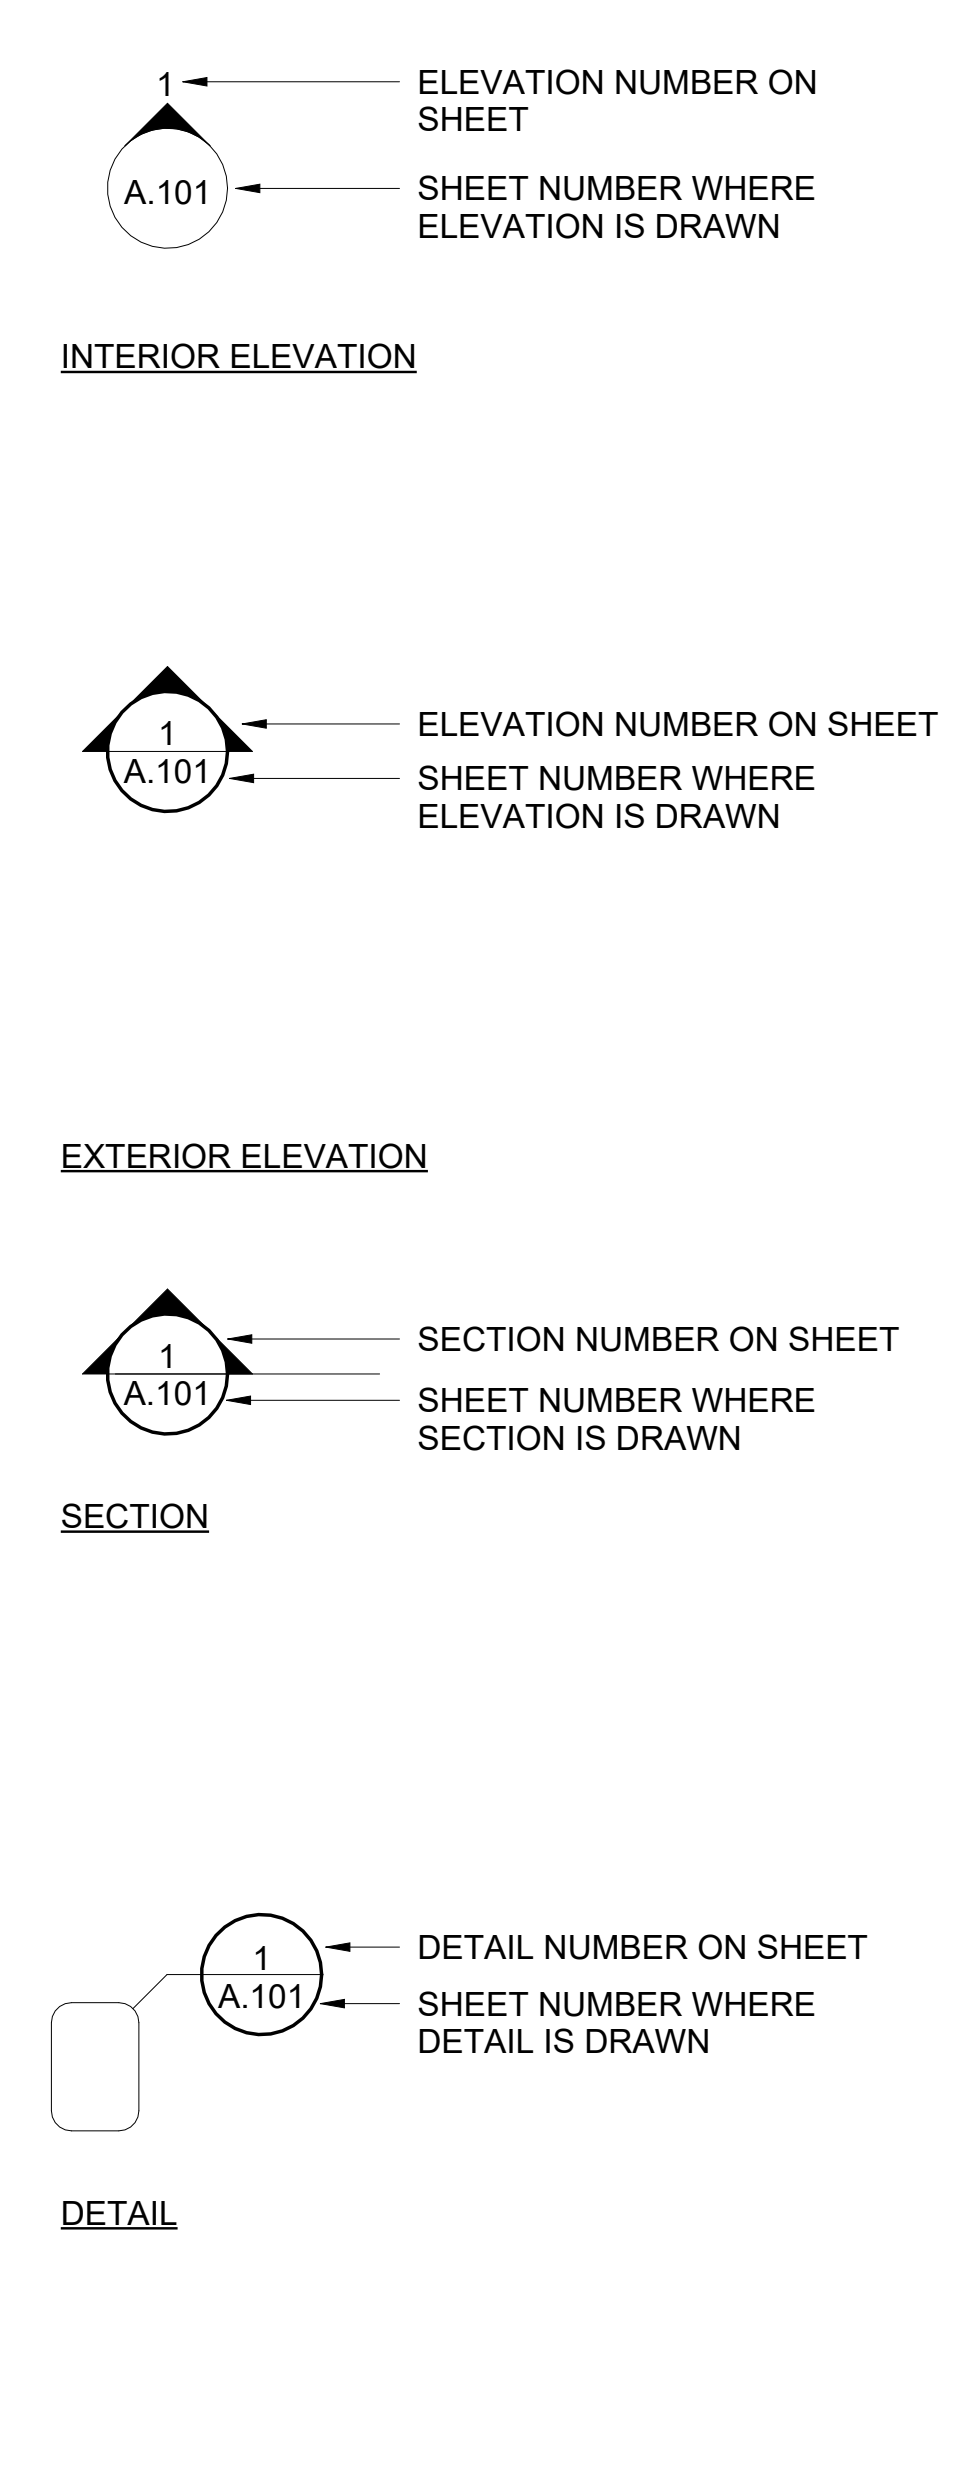 1
ELEVATION NUMBER ON
SHEET
A.101
SHEET NUMBER WHERE
ELEVATION IS DRAWN
INTERIOR ELEVATION
1
ELEVATION NUMBER ON SHEET
A.101
SHEET NUMBER WHERE
ELEVATION IS DRAWN
EXTERIOR ELEVATION
1
SECTION NUMBER ON SHEET
A.101
SHEET NUMBER WHERE
SECTION IS DRAWN
SECTION
1
DETAIL NUMBER ON SHEET
A.101
SHEET NUMBER WHERE
DETAIL IS DRAWN
DETAIL